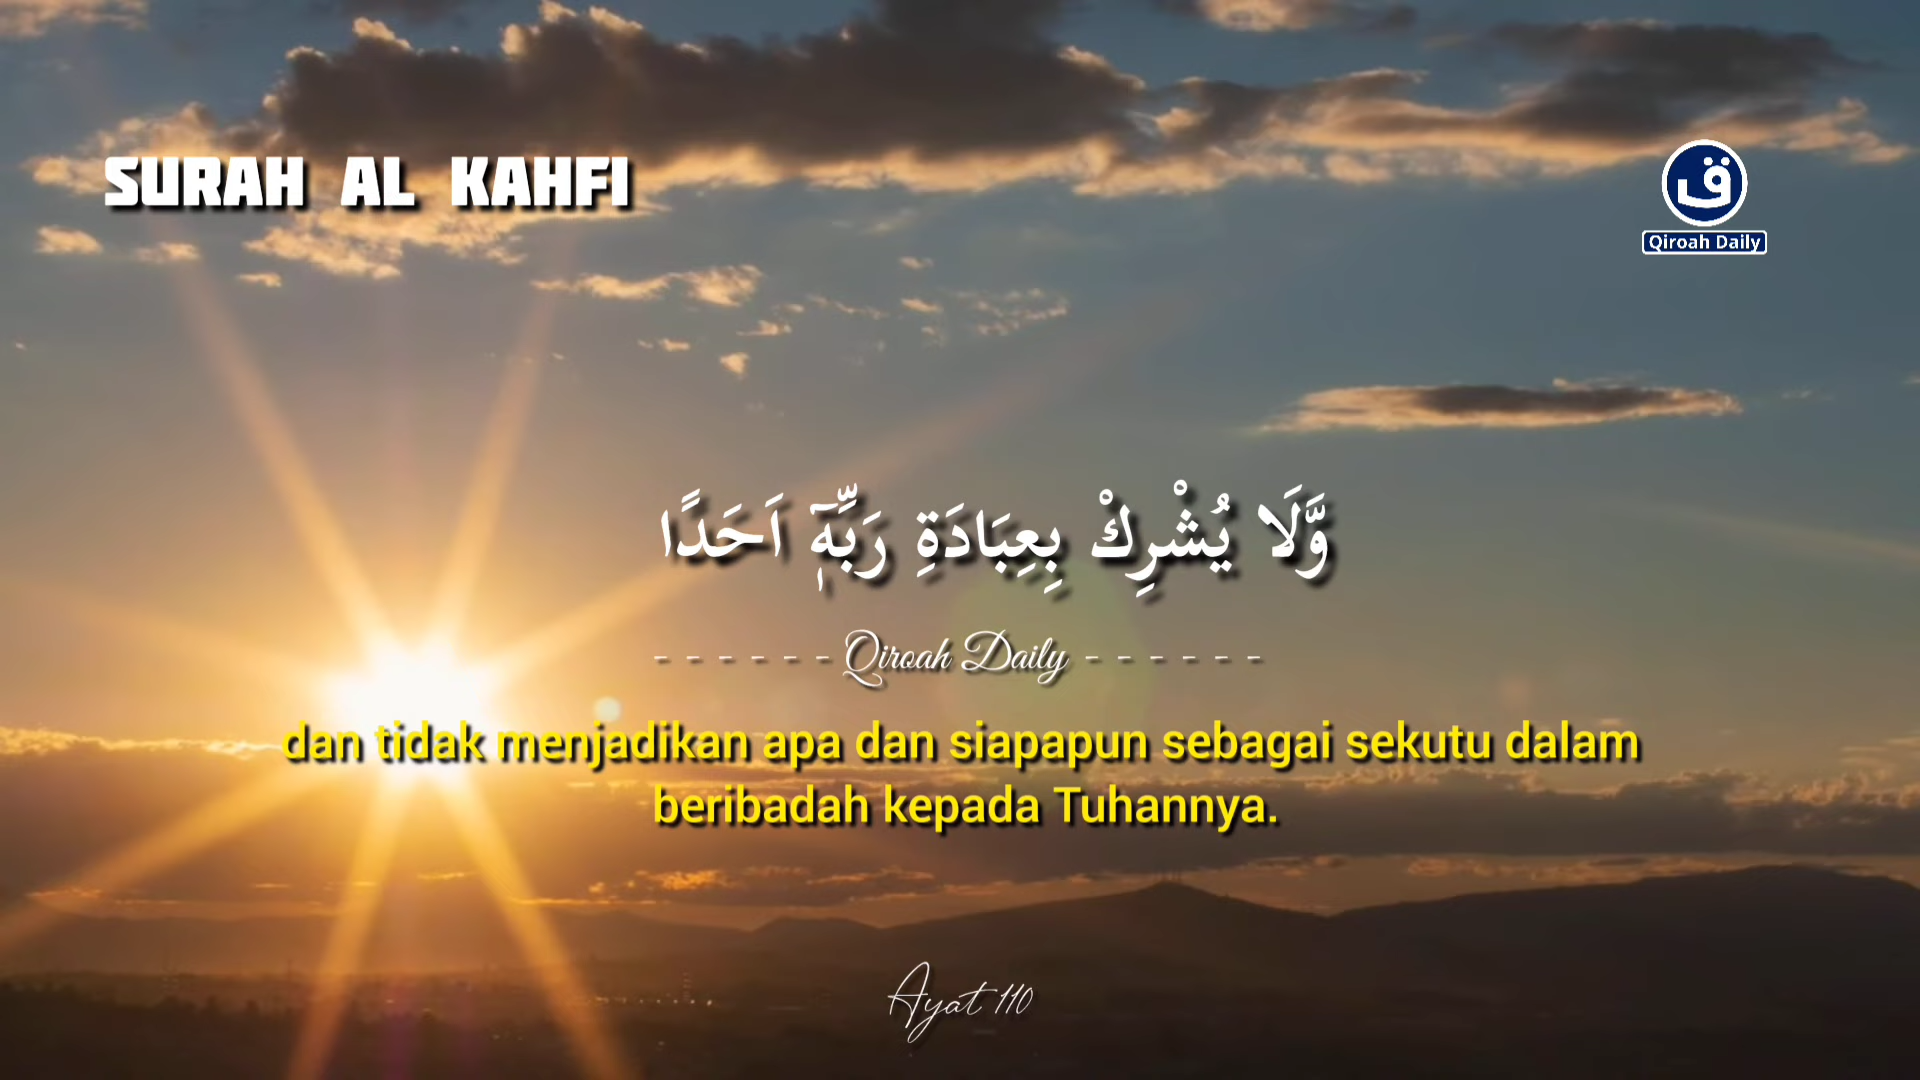 SURAH AL KAHFI
ق
Qiroah Daily
وَّلَا يُشْرِكْ بِعِبَادَةِ رَبِّهٖٓ اَحَدًا
- - - - - - Qiroah Daily - - - - - -
dan tidak menjadikan apa dan siapapun sebagai sekutu dalam
beribadah kepada Tuhannya.
Ayat 110